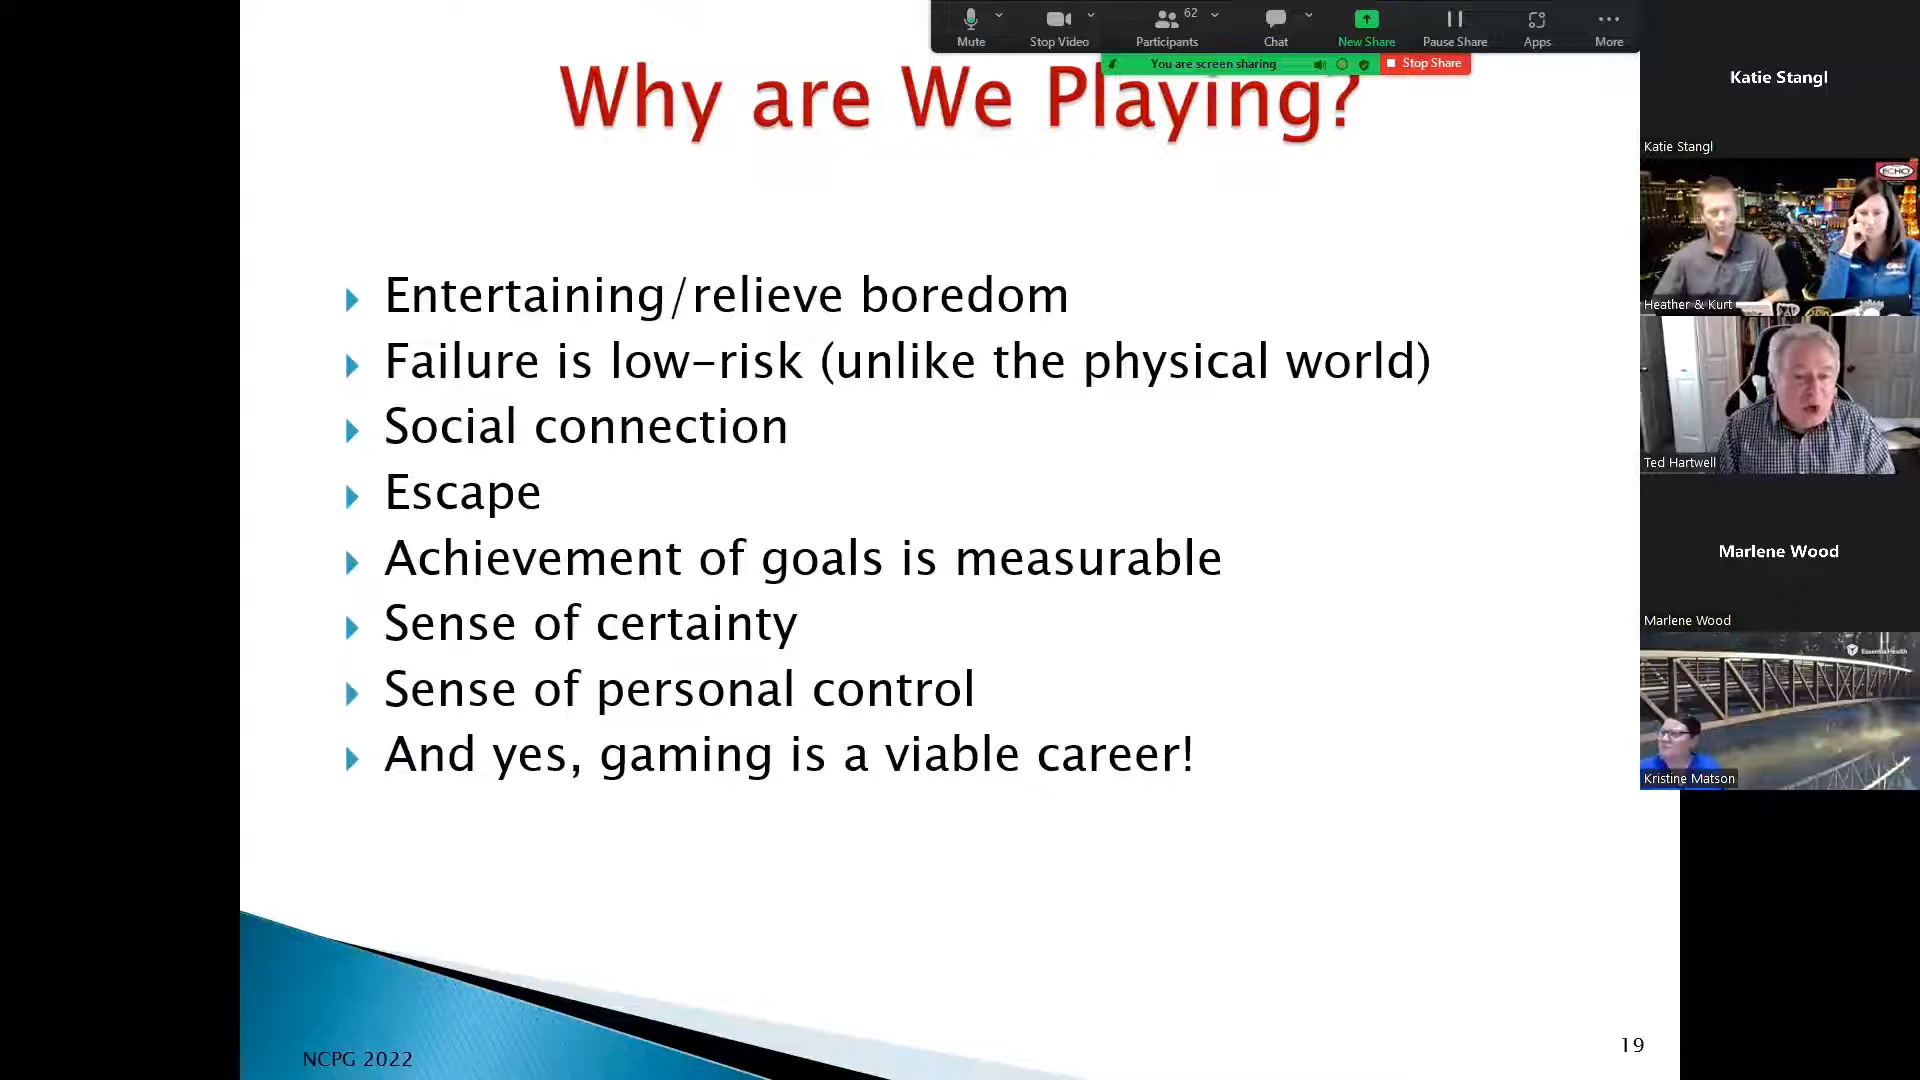 62
Mute
Stop Video
Participants
Chat
New Share
Pause Share
Apps
More
You are screen sharing
Stop Share
Why are We Playing?
Entertaining/relieve boredom
Failure is low-risk (unlike the physical world)
Social connection
Escape
Achievement of goals is measurable
Sense of certainty
Sense of personal control
And yes, gaming is a viable career!
NCPG 2022
19
Katie Stangl
Katie Stangl
ECHO
Heather & Kurt
Ted Hartwell
Marlene Wood
Marlene Wood
Essentia Health
Kristine Matson